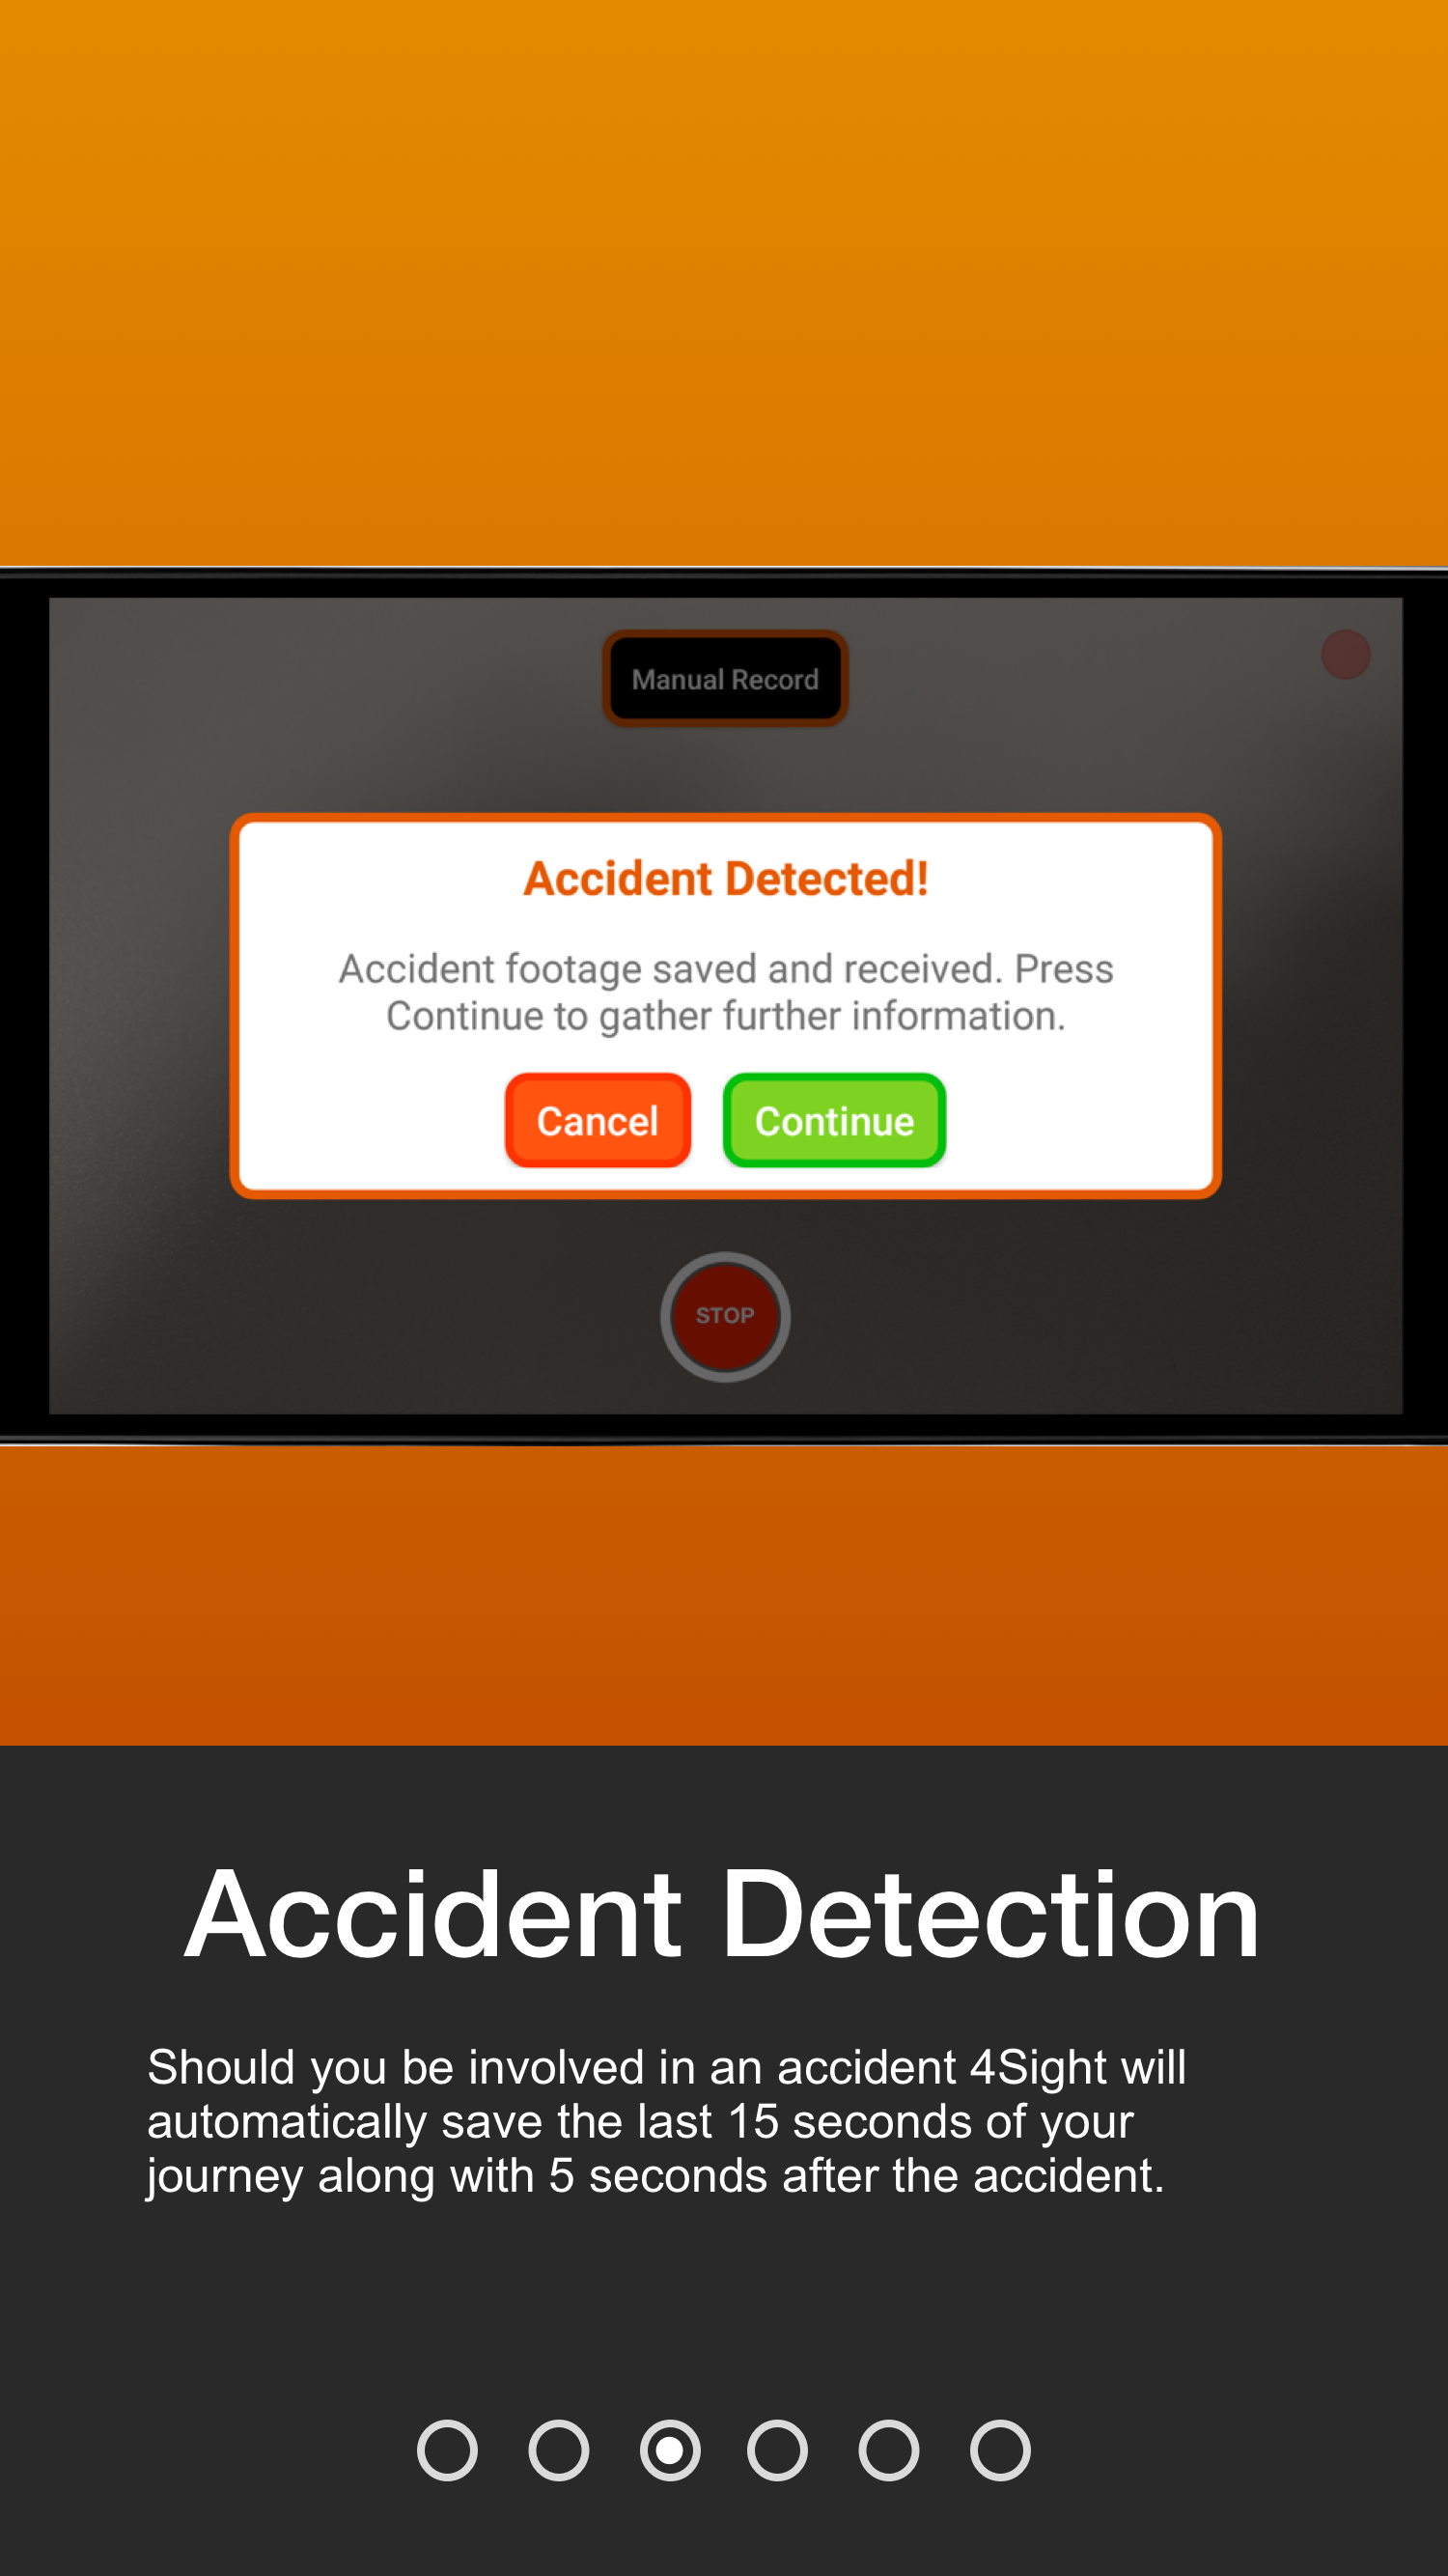 Manual Record
Accident Detected!
Accident footage saved and received. Press
Continue to gather further information.
Cancel
Continue
STOP
Accident Detection
Should you be involved in an accident 4Sight will
automatically save the last 15 seconds of your
journey along with 5 seconds after the accident.